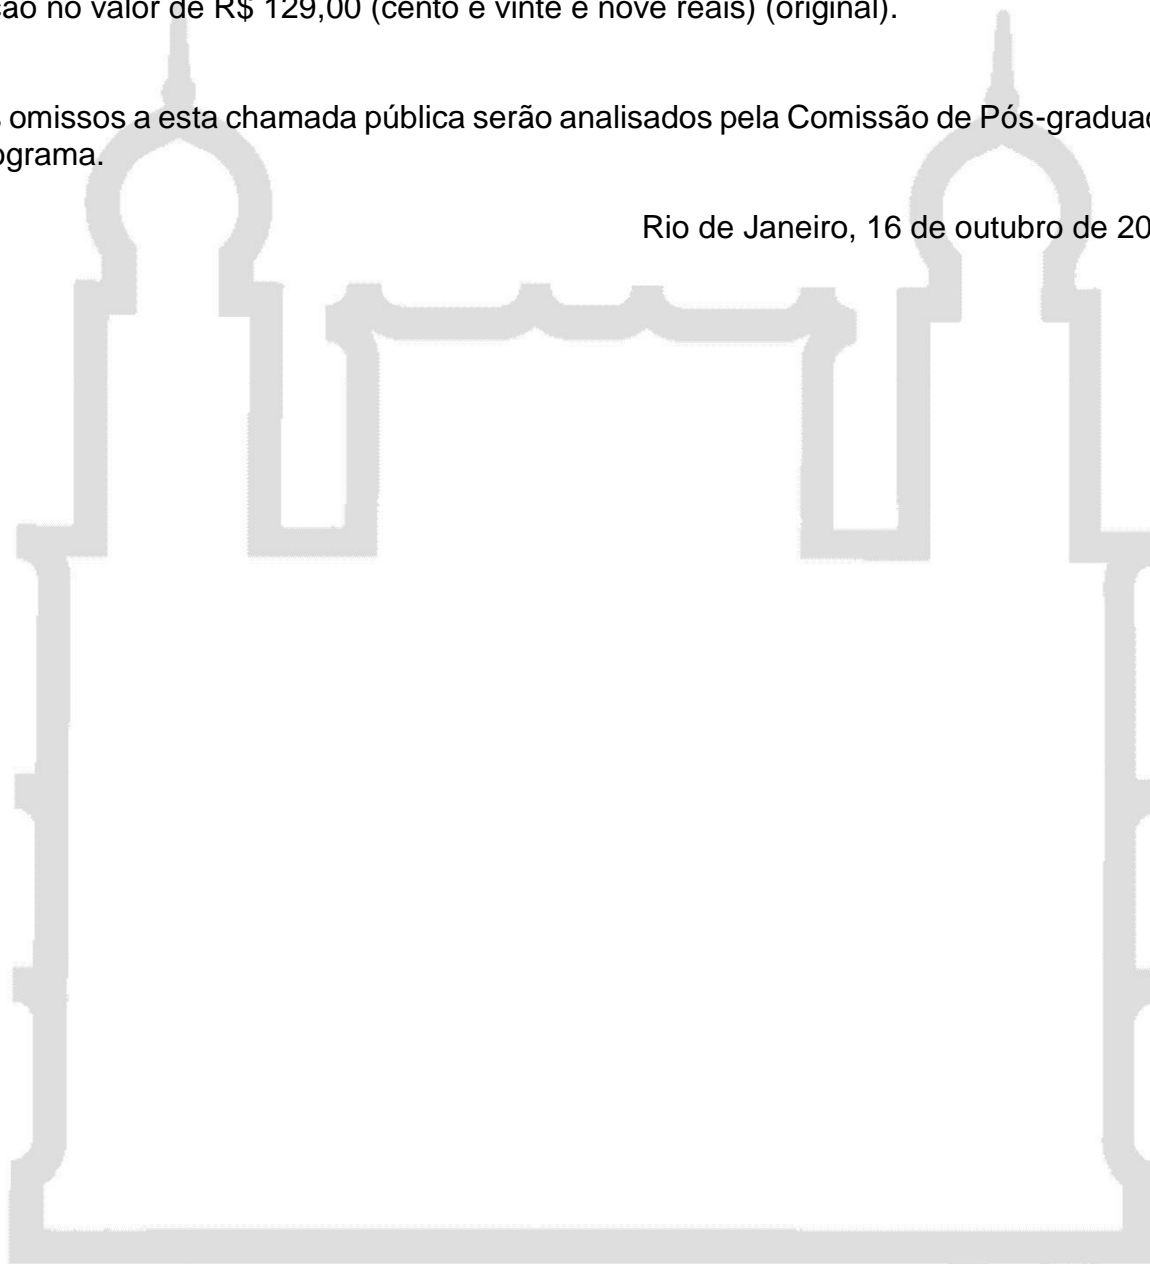 ção no valor de R$ 129,00 (cento e vinte e nove reais) (original).
s omissos a esta chamada pública serão analisados pela Comissão de Pós-graduaç
ograma.
Rio de Janeiro, 16 de outubro de 20